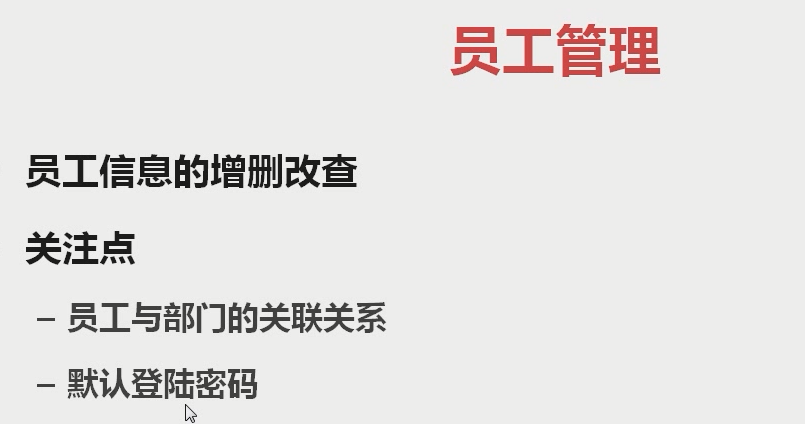 员工管理
员工信息的增删改查
关注点
– 员工与部门的关联关系
– 默认登陆密码